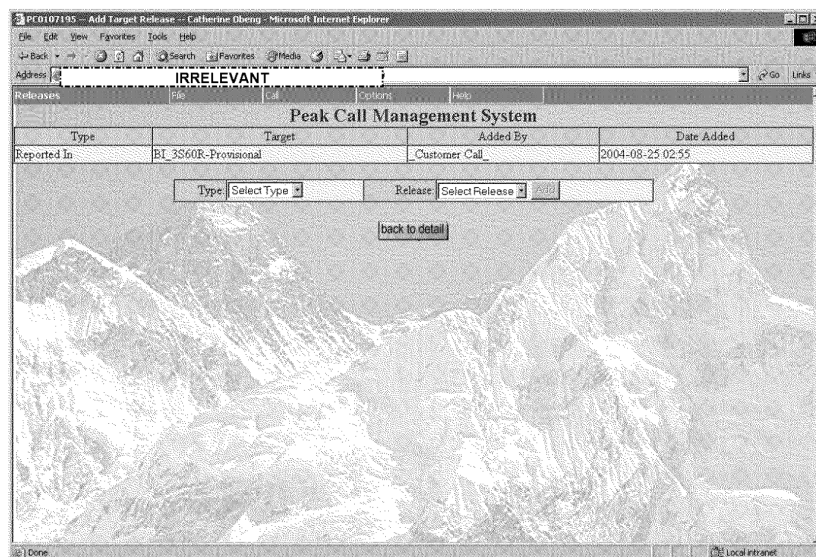 PC0107195 -- Add Target Release -- Catherine Obeng - Microsoft Internet Explorer
File Edit View Favorites Tools Help
Back Search Favorites Media
Address IRRELEVANT Go Links
Releases File Call Options Help
Peak Call Management System
Type Target Added By Date Added
Reported In BI_3S60R-Provisional _Customer Call_ 2004-08-25 02:55
Type: Select Type Release: Select Release Add
back to detail
Done Local intranet